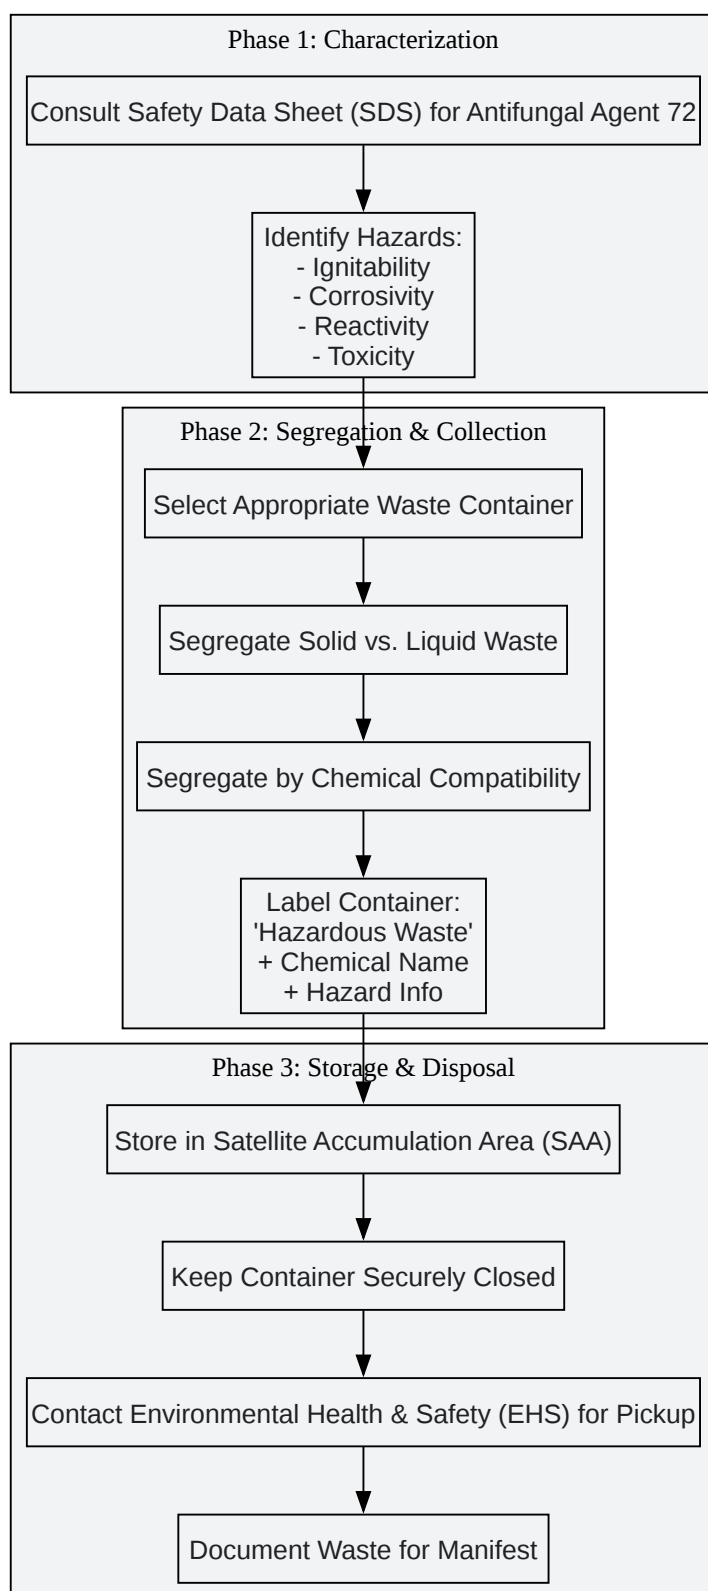 Phase 1: Characterization
Consult Safety Data Sheet (SDS) for Antifungal Agent 72
Identify Hazards:
- Ignitability
- Corrosivity
- Reactivity
- Toxicity
Phase 2: Segregation & Collection
Select Appropriate Waste Container
Segregate Solid vs. Liquid Waste
Segregate by Chemical Compatibility
Label Container:
'Hazardous Waste'
+ Chemical Name
+ Hazard Info
Phase 3: Storage & Disposal
Store in Satellite Accumulation Area (SAA)
Keep Container Securely Closed
Contact Environmental Health & Safety (EHS) for Pickup
Document Waste for Manifest